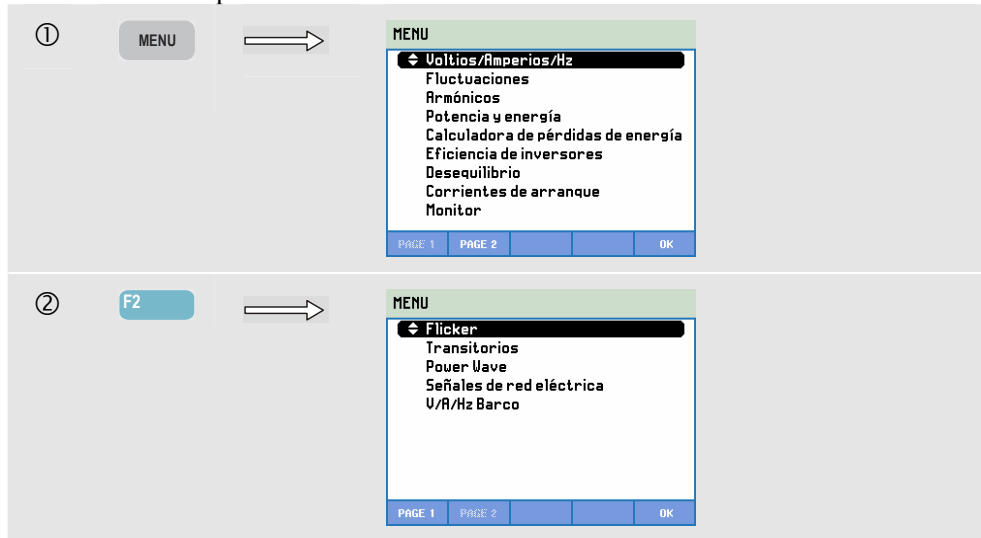 ①
MENU
MENU
Voltios/Amperios/Hz
Fluctuaciones
Armónicos
Potencia y energía
Calculadora de pérdidas de energía
Eficiencia de inversores
Desequilibrio
Corrientes de arranque
Monitor
PAGE 1 PAGE 2 OK
②
F2
MENU
Flicker
Transitorios
Power Wave
Señales de red eléctrica
V/A/Hz Barco
PAGE 1 PAGE 2 OK